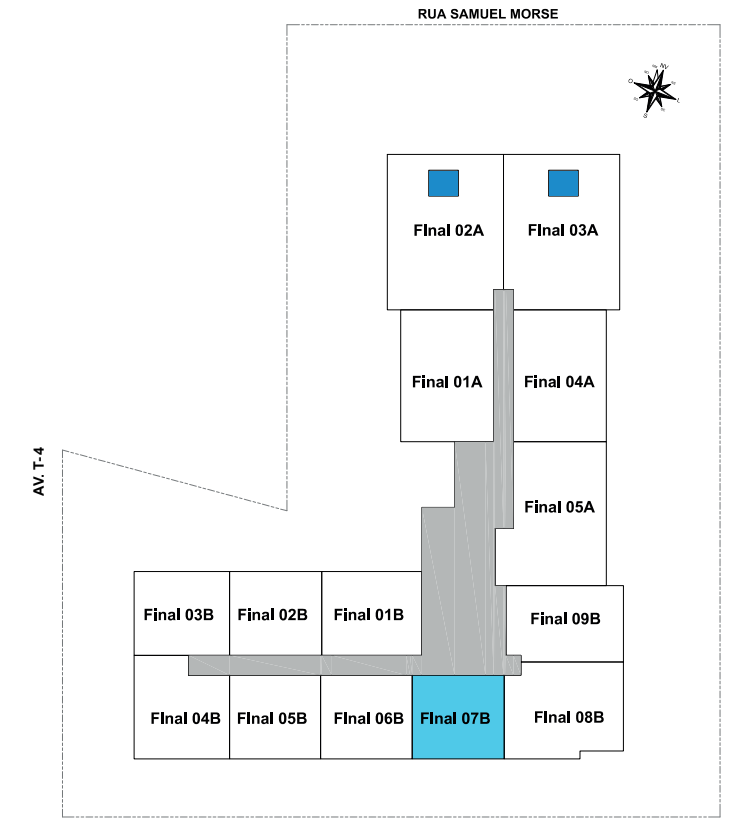 RUA SAMUEL MORSE
NV
O
L
S
FInal 02A
FInal 03A
Final 01A
Final 04A
AV. T-4
Final 05A
Final 03B
Final 02B
Final 01B
Final 09B
FInal 04B
FInal 05B
FInal 06B
FInal 07B
FInal 08B